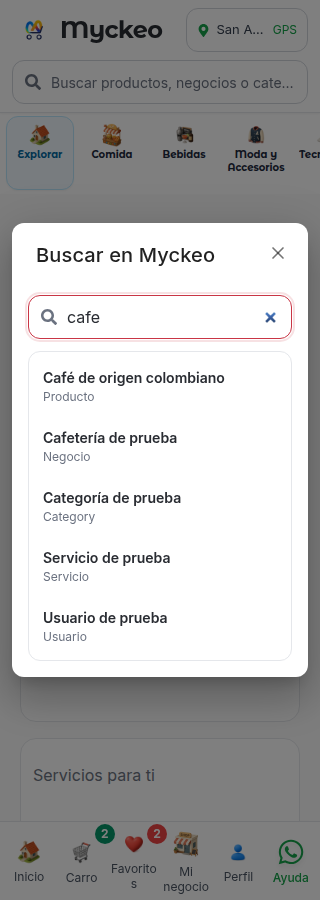 Myckeo
San A... GPS
Buscar productos, negocios o cate...
Explorar
Comida
Bebidas
Moda y
Accesorios
Tecn
Buscar en Myckeo
cafe
Café de origen colombiano
Producto
Cafetería de prueba
Negocio
Categoría de prueba
Category
Servicio de prueba
Servicio
Usuario de prueba
Usuario
Servicios para ti
2
2
Inicio
Carro
Favorito
s
Mi
negocio
Perfil
Ayuda